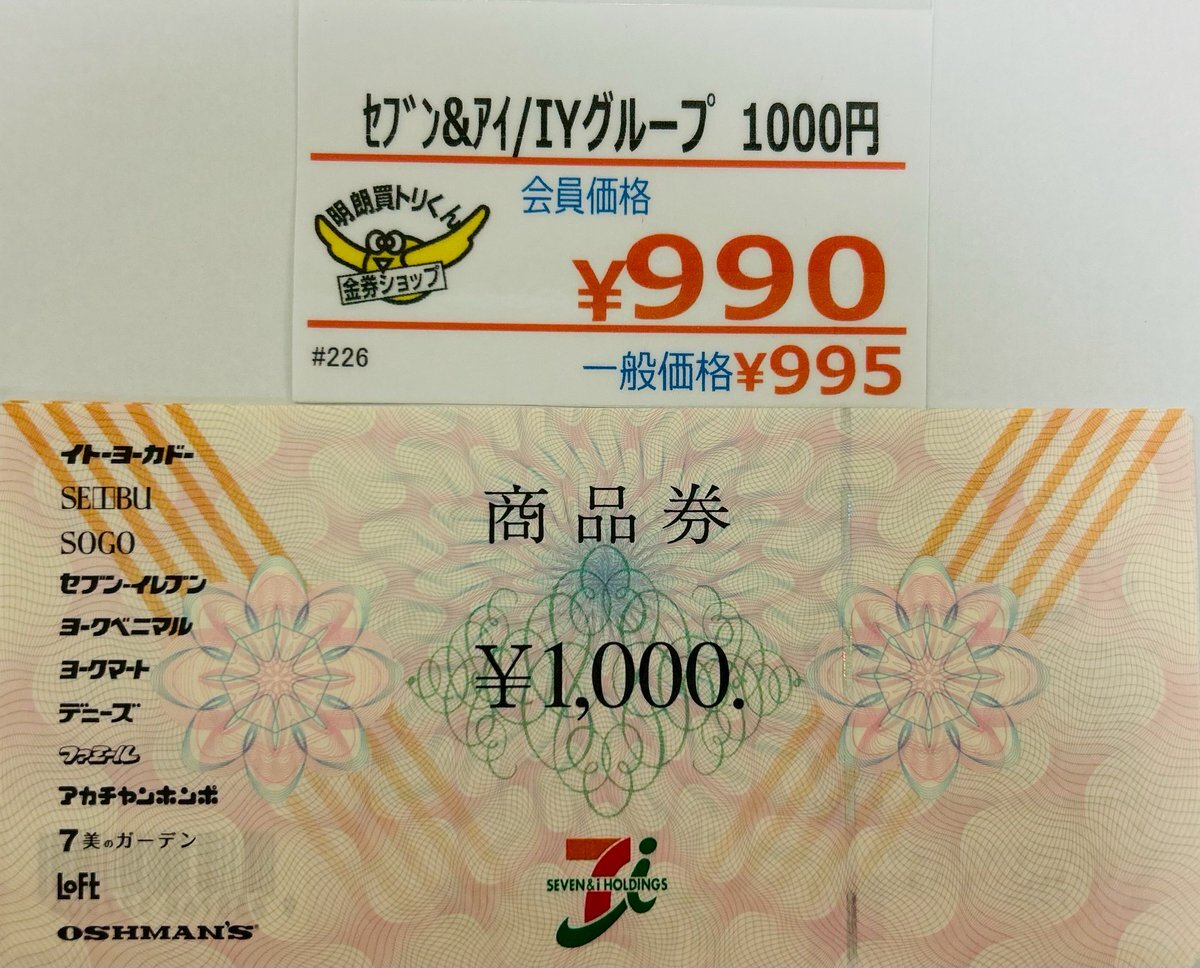 ｾﾌﾞﾝ&ｱｲ/IYグループ 1000円
明朗買トリくん
金券ショップ
会員価格
¥990
#226
一般価格¥995
イトーヨーカドー
SEIBU
SOGO
セブン-イレブン
ヨークベニマル
ヨークマート
デニーズ
ファミール
アカチャンホンポ
7美のガーデン
LOFT
OSHMAN'S
商品券
¥1,000.
7i
SEVEN&i HOLDINGS